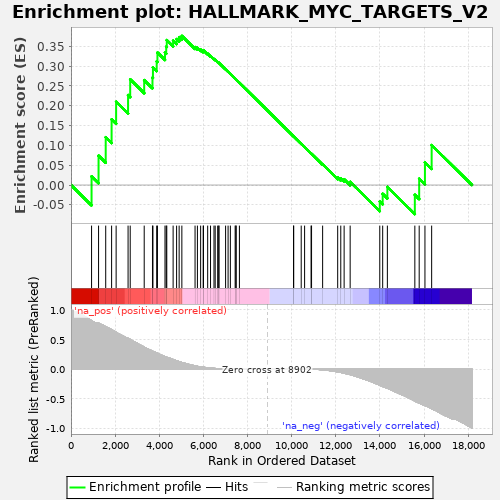 Enrichment plot: HALLMARK_MYC_TARGETS_V2
Enrichment score (ES)
0.35
0.30
0.25
0.20
0.15
0.10
0.05
0.00
-0.05
Ranked list metric (PreRanked)
1.0
0.5
0.0
-0.5
-1.0
'na_pos' (positively correlated)
Zero cross at 8902
'na_neg' (negatively correlated)
0
2,000
4,000
6,000
8,000
10,000
12,000
14,000
16,000
18,000
Rank in Ordered Dataset
Enrichment profile
Hits
Ranking metric scores